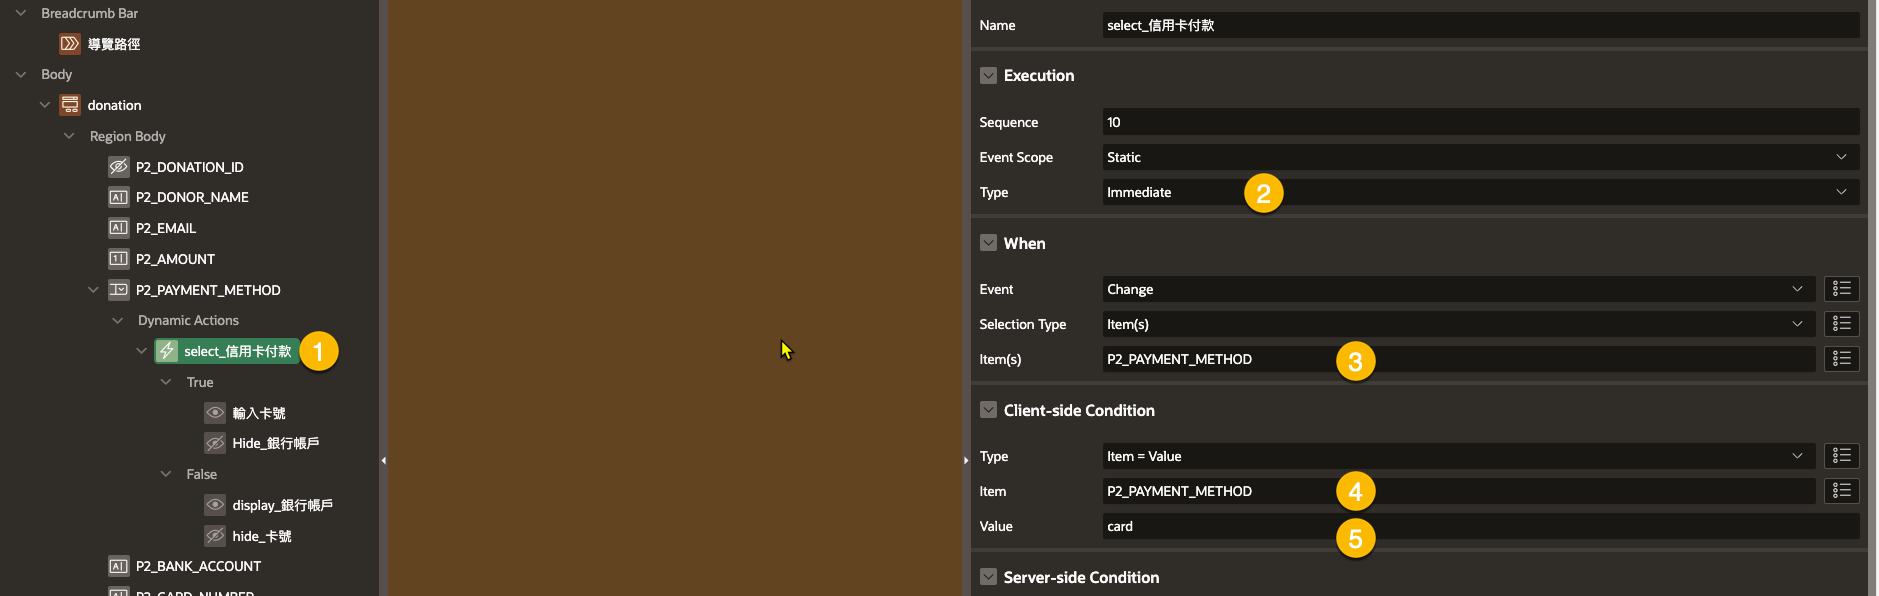 Breadcrumb Bar
導覽路徑
Body
donation
Region Body
P2_DONATION_ID
P2_DONOR_NAME
P2_EMAIL
P2_AMOUNT
P2_PAYMENT_METHOD
Dynamic Actions
select_信用卡付款 1
True
輸入卡號
Hide_銀行帳戶
False
display_銀行帳戶
hide_卡號
P2_BANK_ACCOUNT
P2_CARD_NUMBER
Name select_信用卡付款
Execution
Sequence 10
Event Scope Static
Type Immediate 2
When
Event Change
Selection Type Item(s)
Item(s) P2_PAYMENT_METHOD 3
Client-side Condition
Type Item = Value
Item P2_PAYMENT_METHOD 4
Value card 5
Server-side Condition